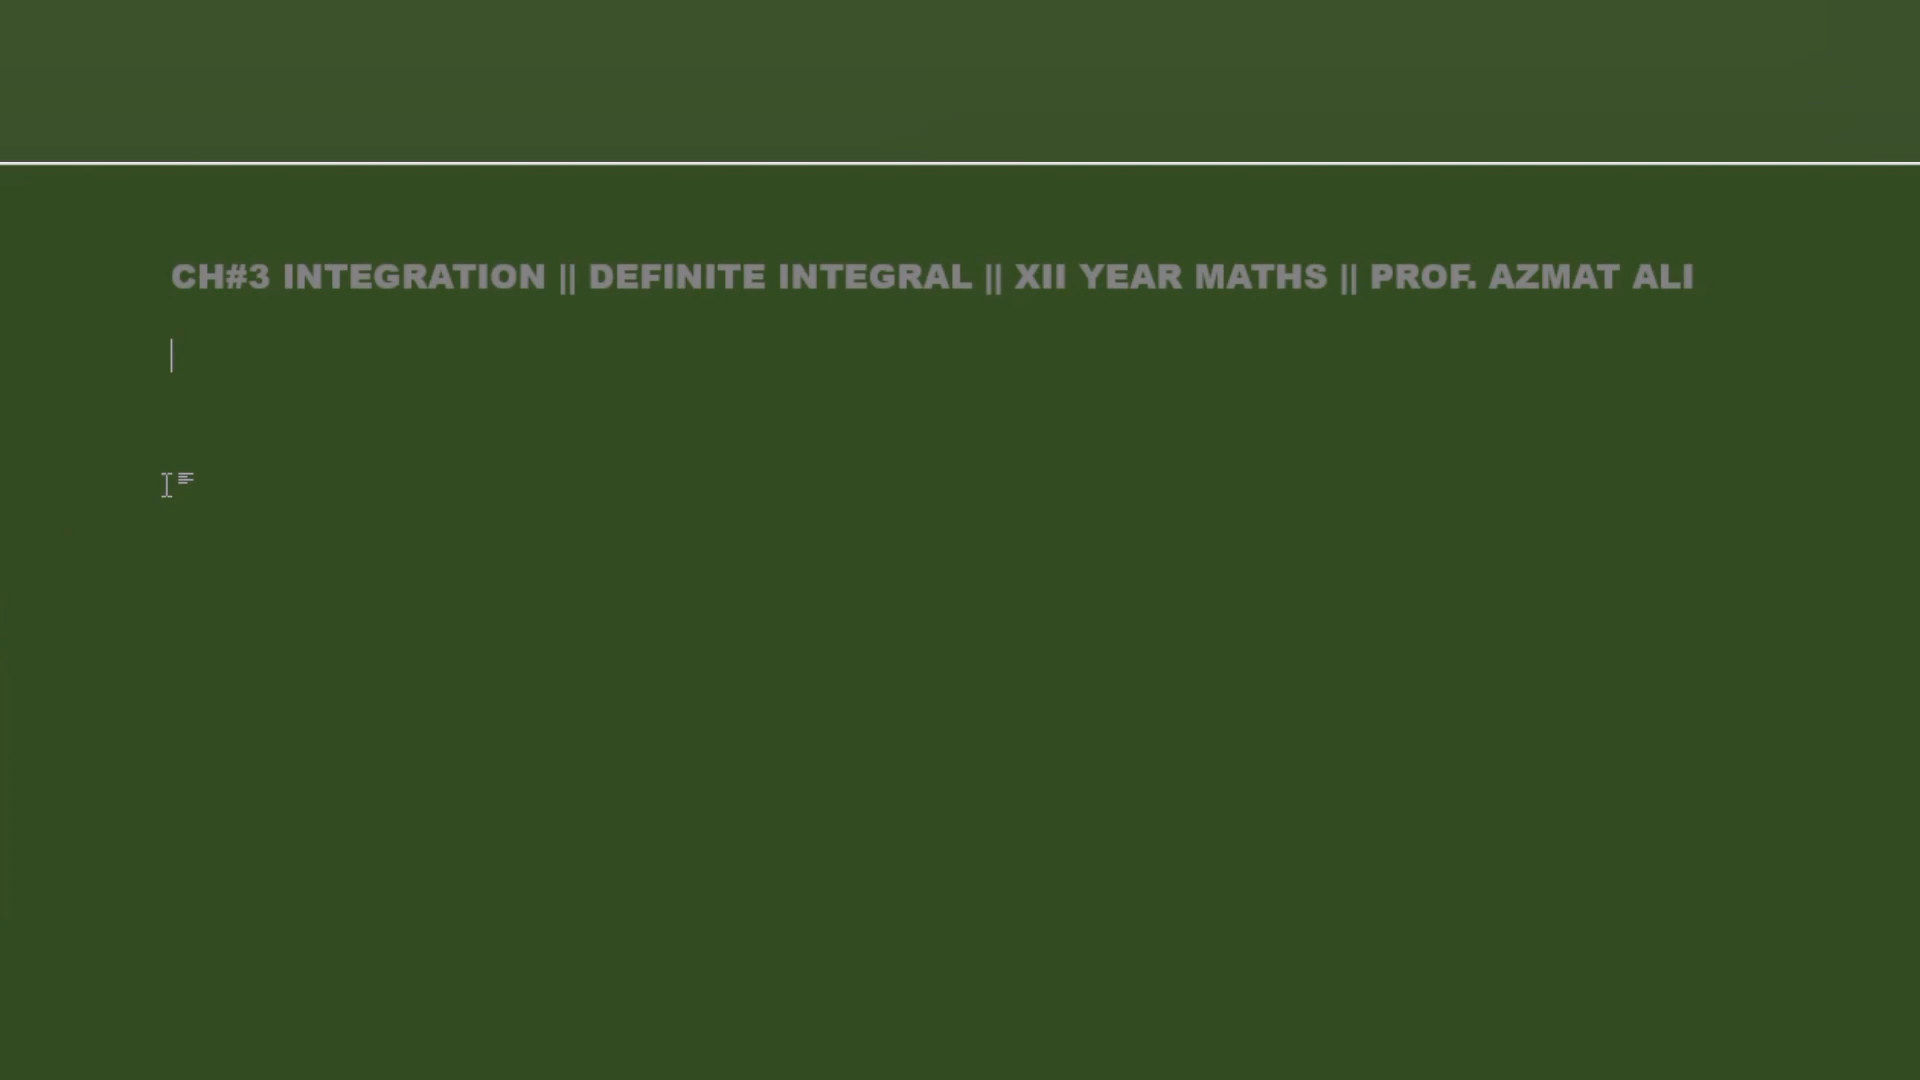 CH#3 INTEGRATION || DEFINITE INTEGRAL || XII YEAR MATHS || PROF. AZMAT ALI